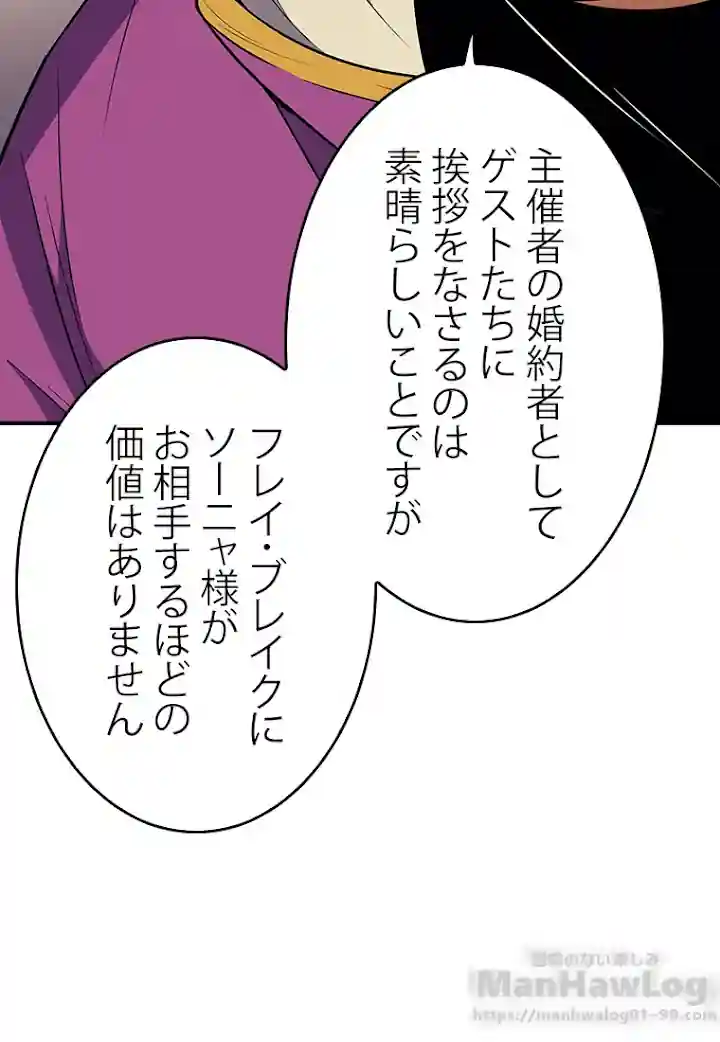 主催者の婚約者として
ゲストたちに
挨拶をなさるのは
素晴らしいことですが
フレイ・ブレイクに
ソーニャ様が
お相手するほどの
価値はありません
ManHawLog
https://manhwalog01-99.com